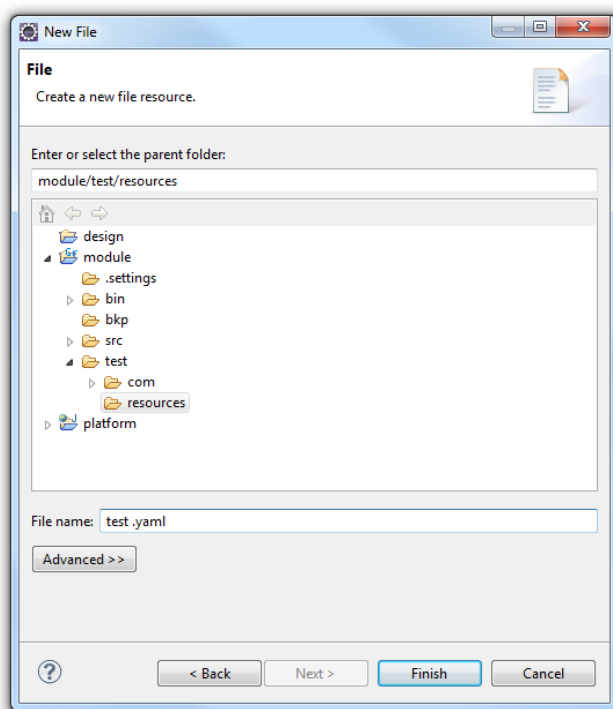 New File
File
Create a new file resource.
Enter or select the parent folder:
module/test/resources
design
module
.settings
bin
bkp
src
test
com
resources
platform
File name: test .yaml
Advanced >>
< Back Next > Finish Cancel